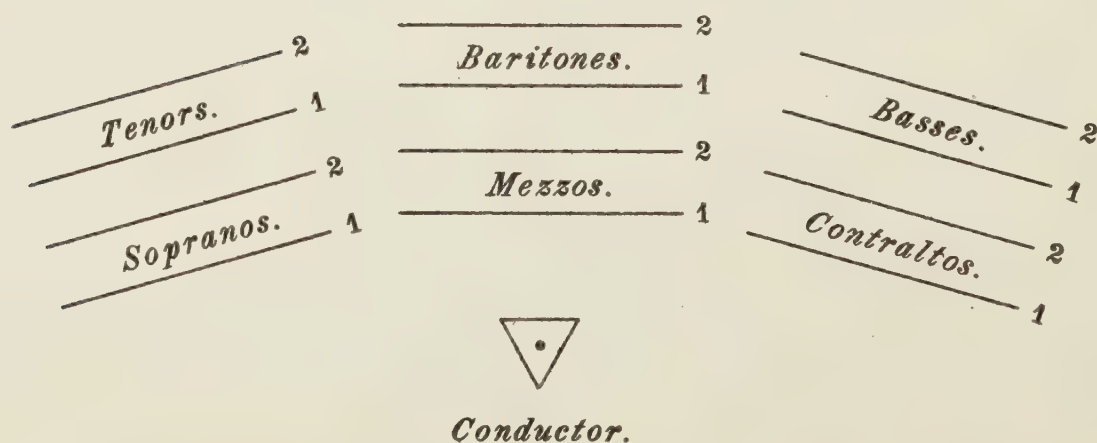 2
Baritones.
1
2
Tenors.
1
2
Basses.
1
2
Mezzos.
1
2
Sopranos.
1
2
Contraltos.
1
Conductor.